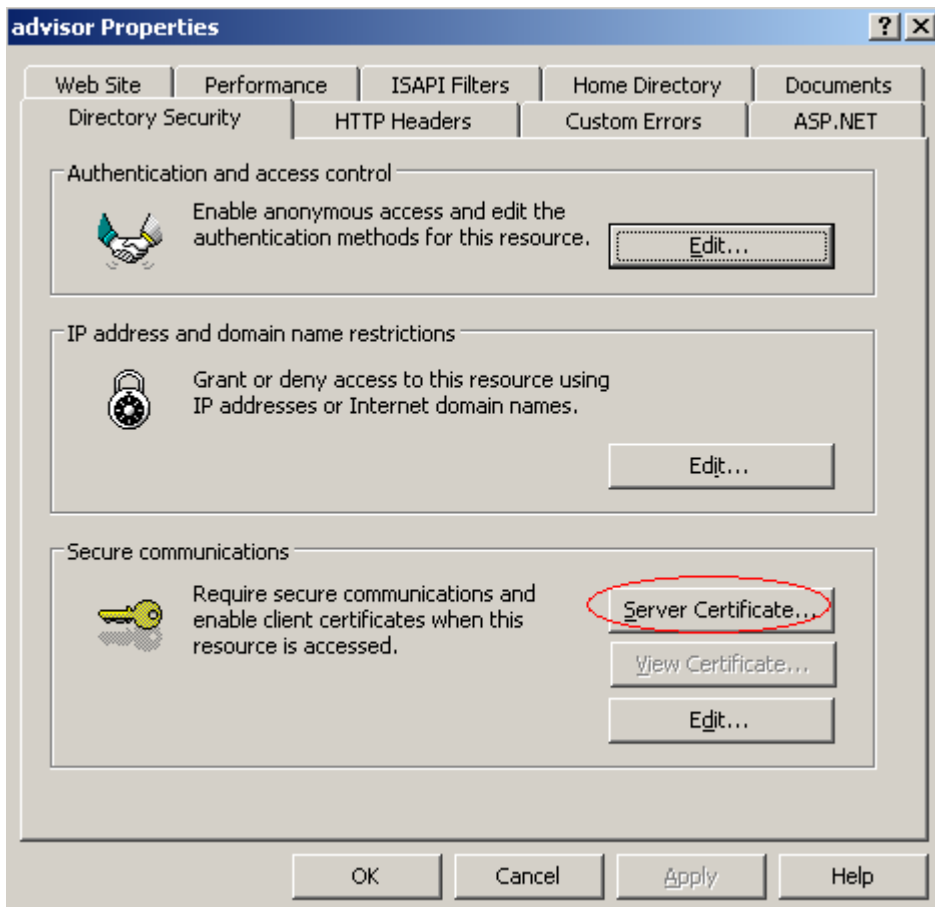 advisor Properties
Web Site Performance ISAPI Filters Home Directory Documents
Directory Security HTTP Headers Custom Errors ASP.NET
Authentication and access control
Enable anonymous access and edit the
authentication methods for this resource.
Edit...
IP address and domain name restrictions
Grant or deny access to this resource using
IP addresses or Internet domain names.
Edit...
Secure communications
Require secure communications and
enable client certificates when this
resource is accessed.
Server Certificate...
View Certificate...
Edit...
OK Cancel Apply Help